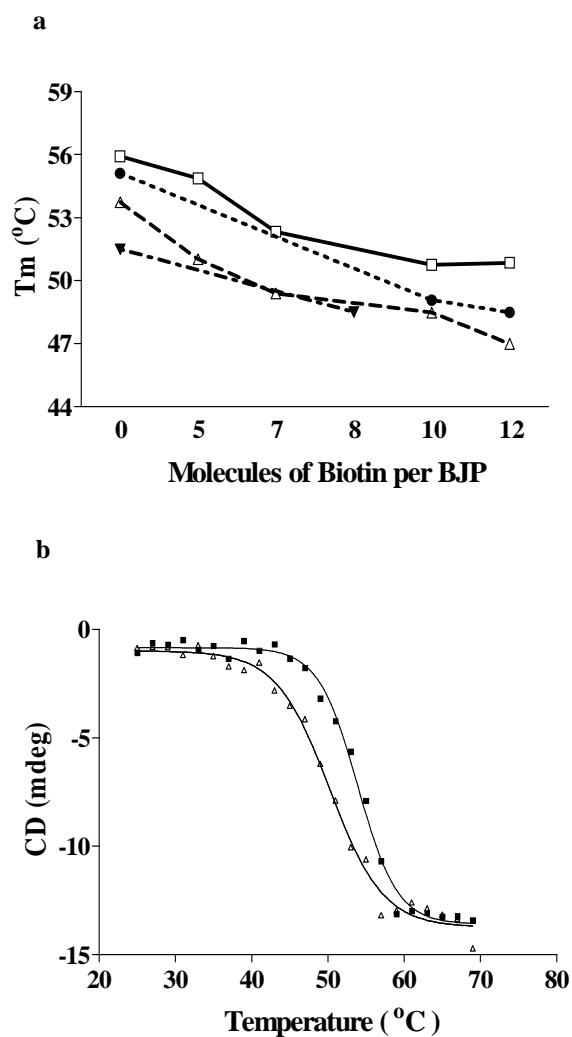 a
59
56
53
50
47
44
Tm (°C)
0 5 7 8 10 12
Molecules of Biotin per BJP
b
0
-5
-10
-15
CD (mdeg)
20 30 40 50 60 70 80
Temperature (°C)